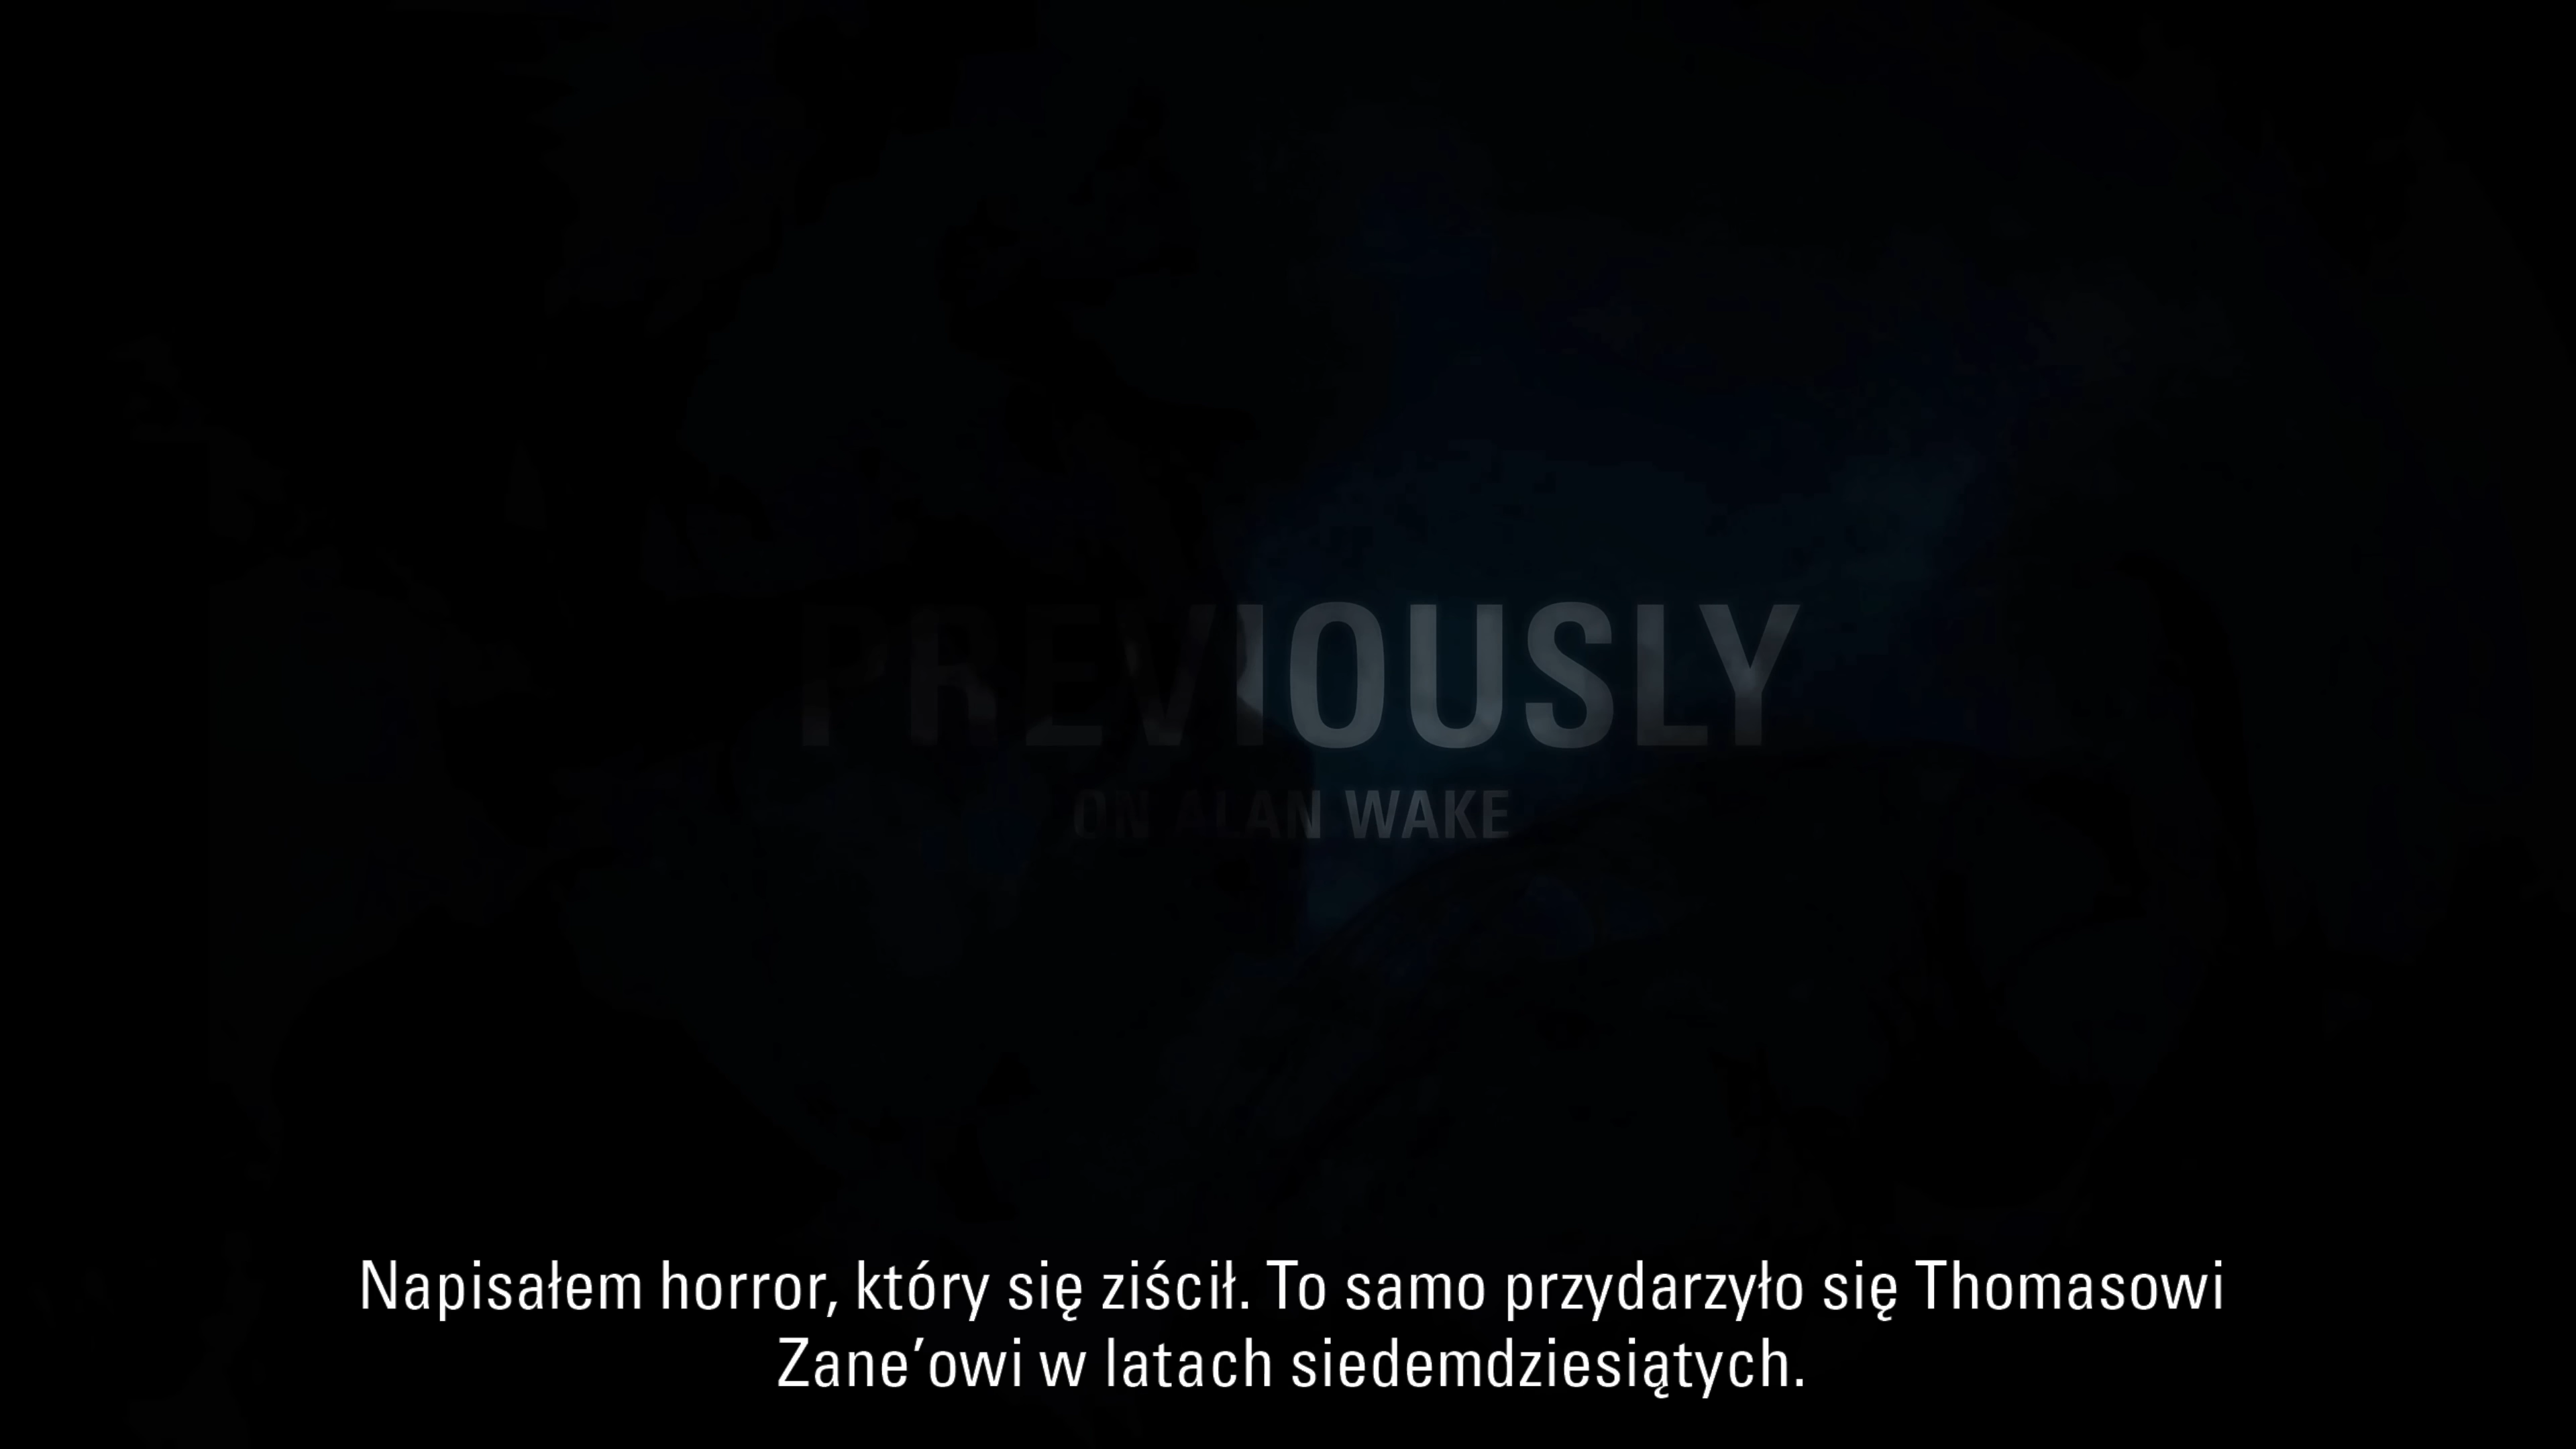 PREVIOUSLY
ON ALAN WAKE
Napisałem horror, który się ziścił. To samo przydarzyło się Thomasowi
Zane’owi w latach siedemdziesiątych.